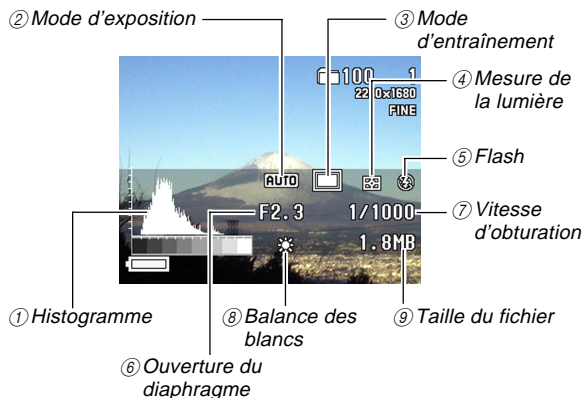 ② Mode d'exposition
③ Mode
d'entraînement
④ Mesure de
la lumière
⑤ Flash
⑦ Vitesse
d'obturation
100 1
2240x1680
FINE
AUTO
F2.3 1/1000
1.8MB
① Histogramme
⑧ Balance des
blancs
⑨ Taille du fichier
⑥ Ouverture du
diaphragme